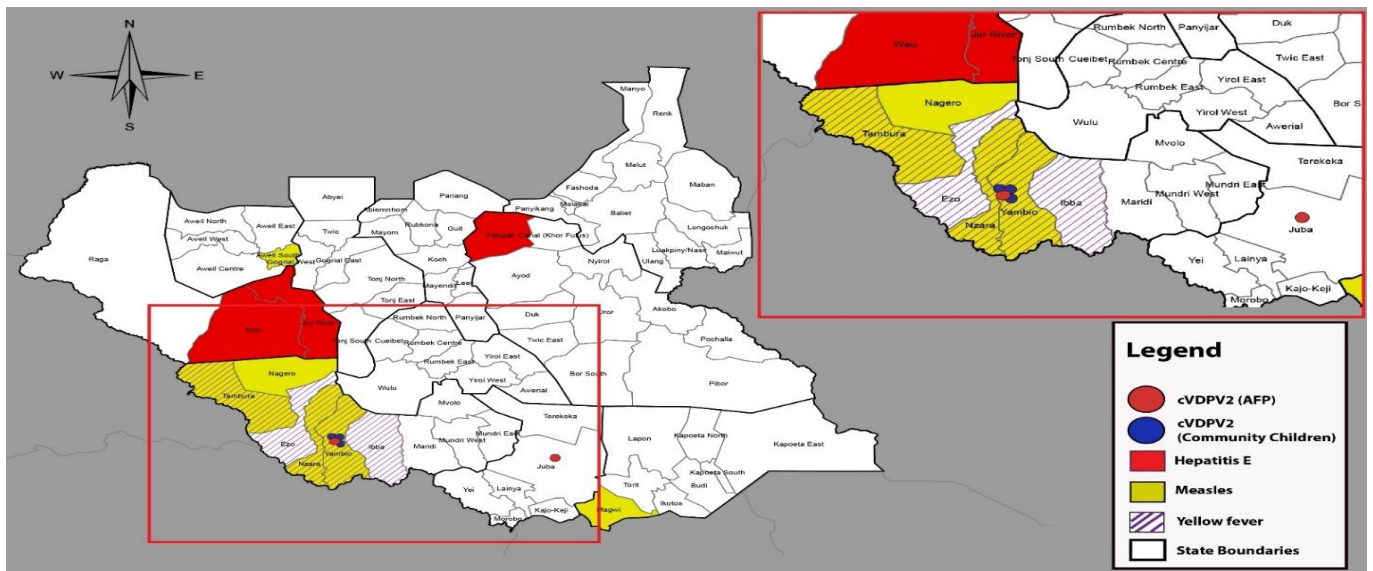 N
W
E
S
Manyo
Renk
Melut
Maban
Fashoda
Malakal
Baliet
Panyikang
Longochuk
Luakpiny/Nasir
Maiwut
Ulang
Nyirol
Abyei
Pariang
Abiemnhom
Rubkona
Guit
Mayom
Twic
Koch
Mayendit
Leer
Canal (Khor Fulus)
Ayod
Aweil North
Aweil East
Aweil West
Aweil South
Aweil Centre
Gogrial West
Gogrial East
Raga
Tonj North
Tonj East
Tonj South
Cueibet
Rumbek North
Rumbek Centre
Rumbek East
Panyijar
Duk
Twic East
Akobo
Pochalla
Pibor
Bor South
Yirol East
Yirol West
Awerial
Wulu
Wau
Jur River
Nagero
Tambura
Ezo
Nzara
Yambio
Ibba
Maridi
Mvolo
Mundri West
Mundri East
Terekeka
Juba
Yei
Lainya
Morobo
Kajo-Keji
Magwi
Torit
Ikotos
Budi
Lapon
Kapoeta North
Kapoeta South
Kapoeta East
Wau
Jur River
Rumbek North
Panyijar
Duk
Tonj South
Cueibet
Rumbek Centre
Twic East
Yirol East
Rumbek East
Nagero
Yirol West
Bor S
Awerial
Wulu
Tambura
Mvolo
Terekeka
Mundri East
Mundri West
Maridi
Ezo
Ibba
Yambio
Nzara
Juba
Yei
Lainya
Kajo-Keji
Morobo
Legend
cVDPV2 (AFP)
cVDPV2
(Community Children)
Hepatitis E
Measles
Yellow fever
State Boundaries